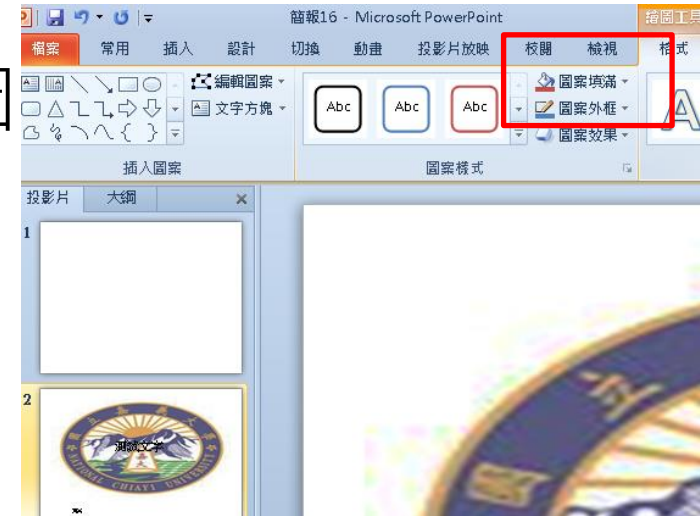 簡報16 - Microsoft PowerPoint
繪圖工具
檔案 常用 插入 設計 切換 動畫 投影片放映 校閱 檢視 格式
編輯圖案
文字方塊
插入圖案
Abc Abc Abc
圖案填滿
圖案外框
圖案效果
圖案樣式
A
投影片 大綱
1
2
測試文字
NATIONAL CHIAYI UNIVERSITY